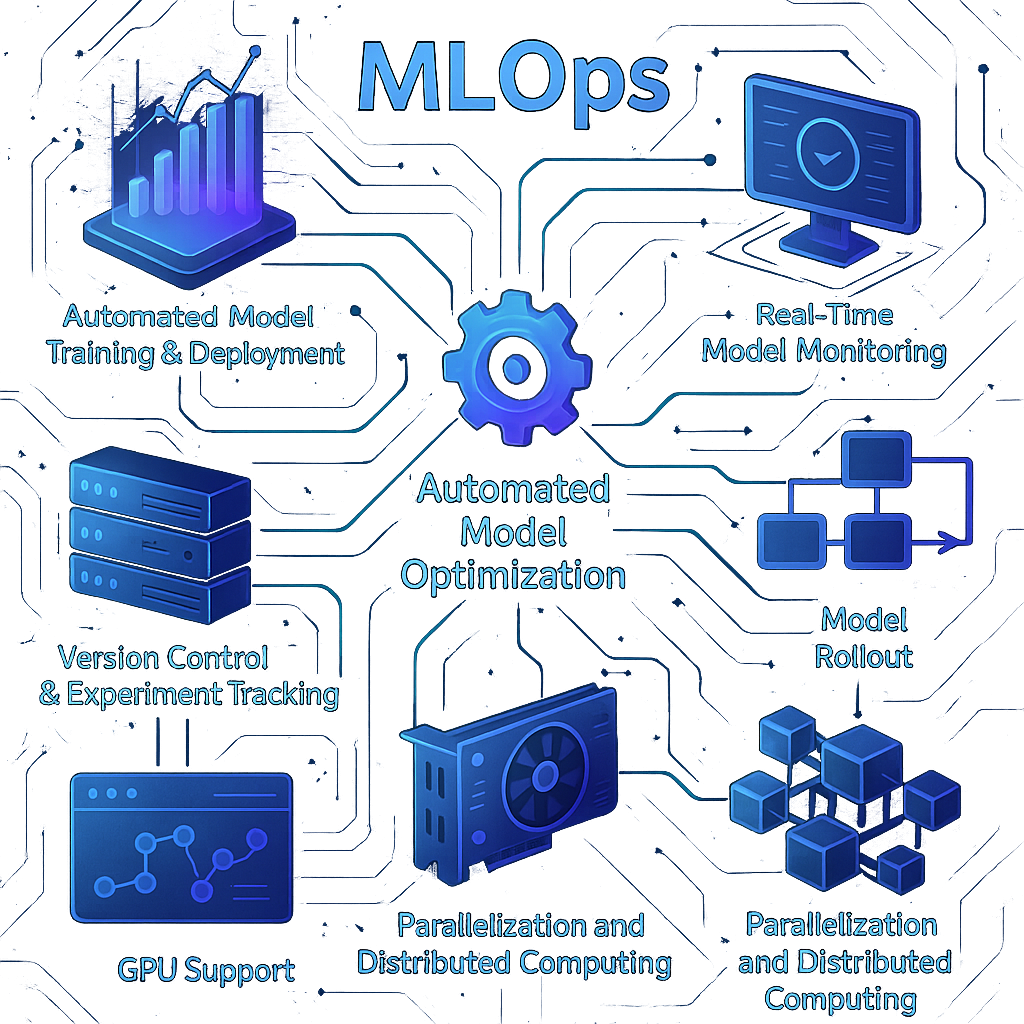 MLOps
Automated Model
Training & Deployment
Real-Time
Model Monitoring
Automated
Model
Optimization
Version Control
& Experiment Tracking
Model
Rollout
GPU Support
Parallelization and
Distributed Computing
Parallelization
and Distributed
Computing